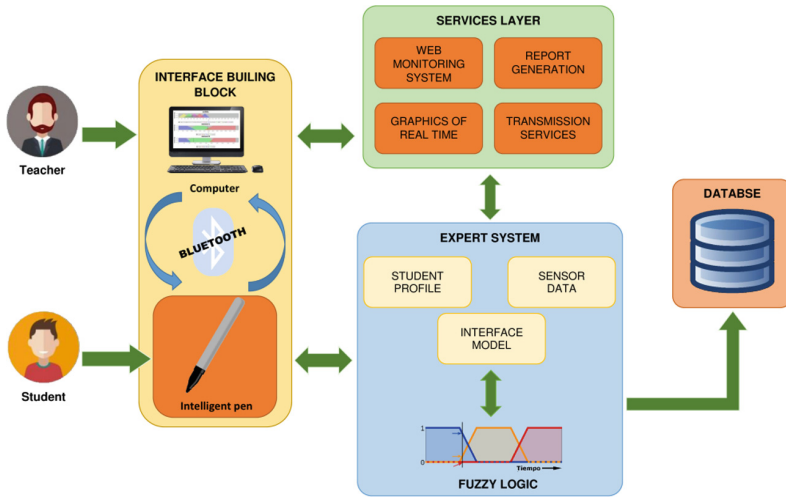 SERVICES LAYER
WEB
MONITORING
SYSTEM
REPORT
GENERATION
GRAPHICS OF
REAL TIME
TRANSMISSION
SERVICES
INTERFACE BUILING
BLOCK
Teacher
Computer
BLUETOOTH
Intelligent pen
Student
EXPERT SYSTEM
STUDENT
PROFILE
SENSOR
DATA
INTERFACE
MODEL
1
0
Tiempo
FUZZY LOGIC
DATABSE